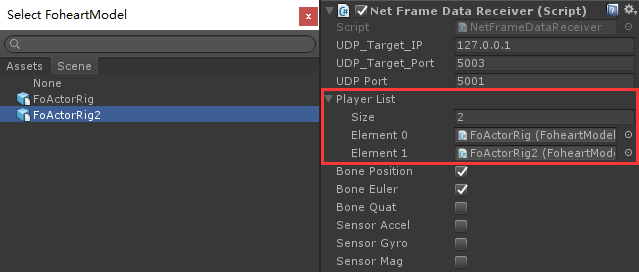 Select FoheartModel
Assets Scene
None
FoActorRig
FoActorRig2
Net Frame Data Receiver (Script)
Script NetFrameDataReceiver
UDP_Target_IP 127.0.0.1
UDP_Target_Port 5003
UDP Port 5001
Player List
Size 2
Element 0 FoActorRig (FoheartModel
Element 1 FoActorRig2 (FoheartMode
Bone Position
Bone Euler
Bone Quat
Sensor Accel
Sensor Gyro
Sensor Mag